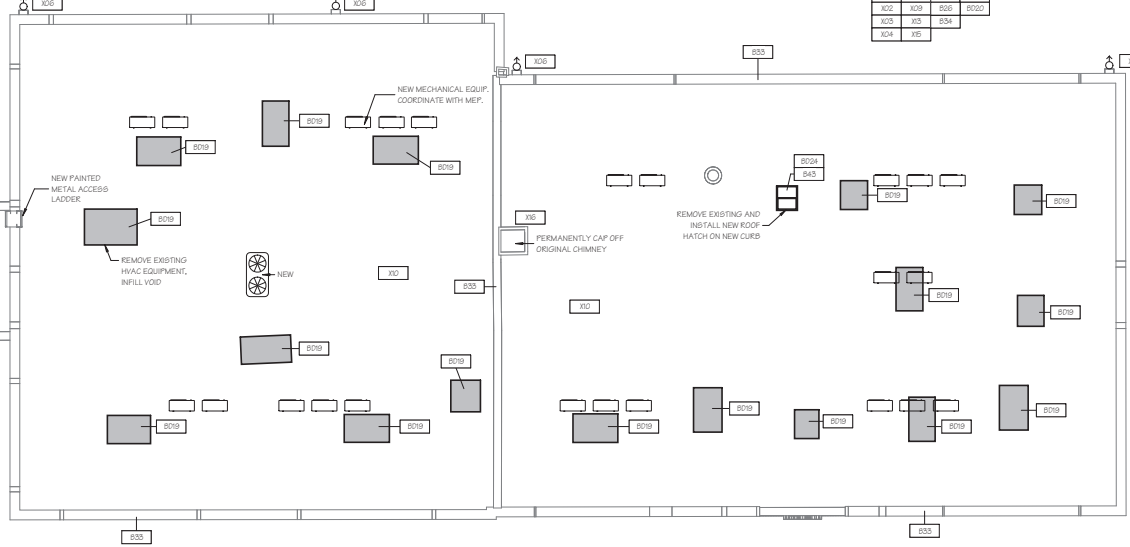 X06
X06
X02 X09 B26 BD20
X03 X13 B34
X04 X15
X06
B33
NEW MECHANICAL EQUIP.
COORDINATE WITH MEP.
BD19
BD19
BD19
NEW PAINTED
METAL ACCESS
LADDER
BD19
REMOVE EXISTING
HVAC EQUIPMENT,
INFILL VOID
NEW
X10
B33
X16
PERMANENTLY CAP OFF
ORIGINAL CHIMNEY
BD24
B43
REMOVE EXISTING AND
INSTALL NEW ROOF
HATCH ON NEW CURB
BD19
BD19
BD19
X10
BD19
BD19
BD19
BD19
BD19
BD19
BD19
BD19
BD19
BD19
B33
B33